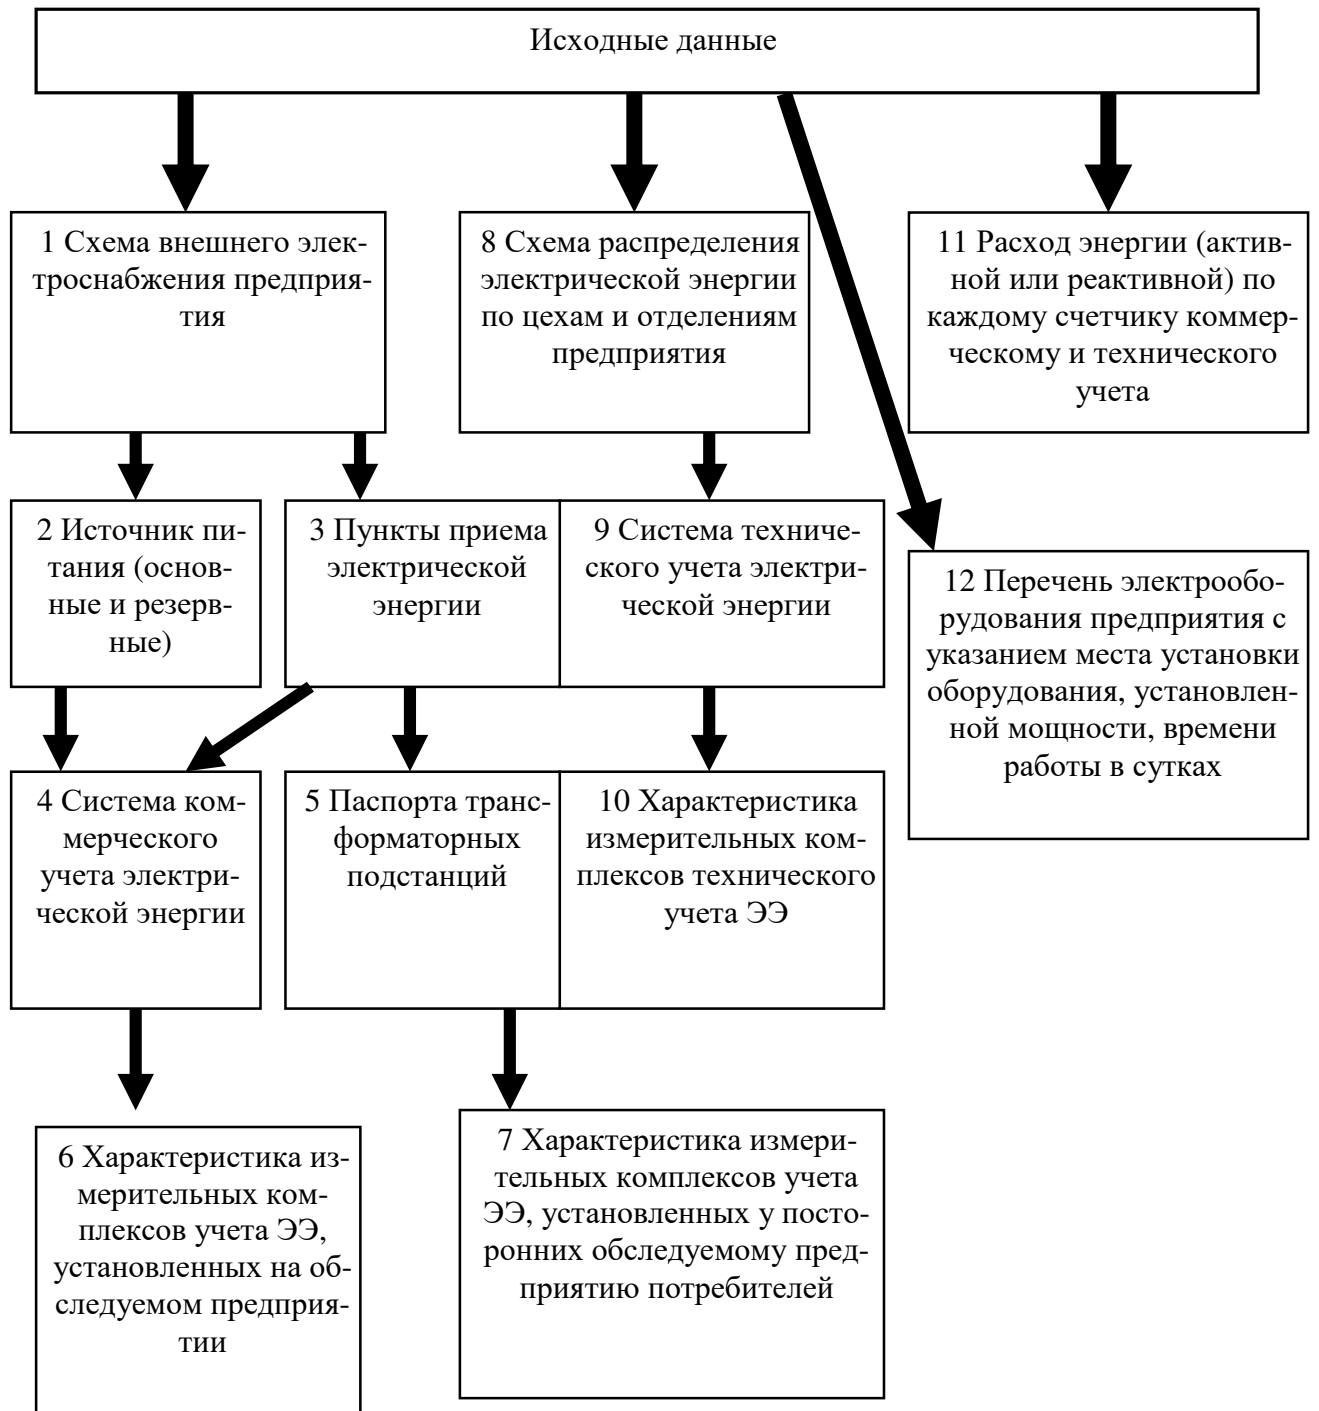 Исходные данные
1 Схема внешнего элек-
троснабжения предприя-
тия
8 Схема распределения
электрической энергии
по цехам и отделениям
предприятия
11 Расход энергии (актив-
ной или реактивной) по
каждому счетчику коммер-
ческому и технического
учета
2 Источник пи-
тания (основ-
ные и резерв-
ные)
3 Пункты приема
электрической
энергии
9 Система техниче-
ского учета электри-
ческой энергии
12 Перечень электрообо-
рудования предприятия с
указанием места установки
оборудования, установлен-
ной мощности, времени
работы в сутках
4 Система ком-
мерческого
учета электри-
ческой энергии
5 Паспорта транс-
форматорных
подстанций
10 Характеристика
измерительных ком-
плексов технического
учета ЭЭ
6 Характеристика из-
мерительных ком-
плексов учета ЭЭ,
установленных на об-
следуемом предприя-
тии
7 Характеристика измери-
тельных комплексов учета
ЭЭ, установленных у посто-
ронних обследуемому пред-
приятию потребителей